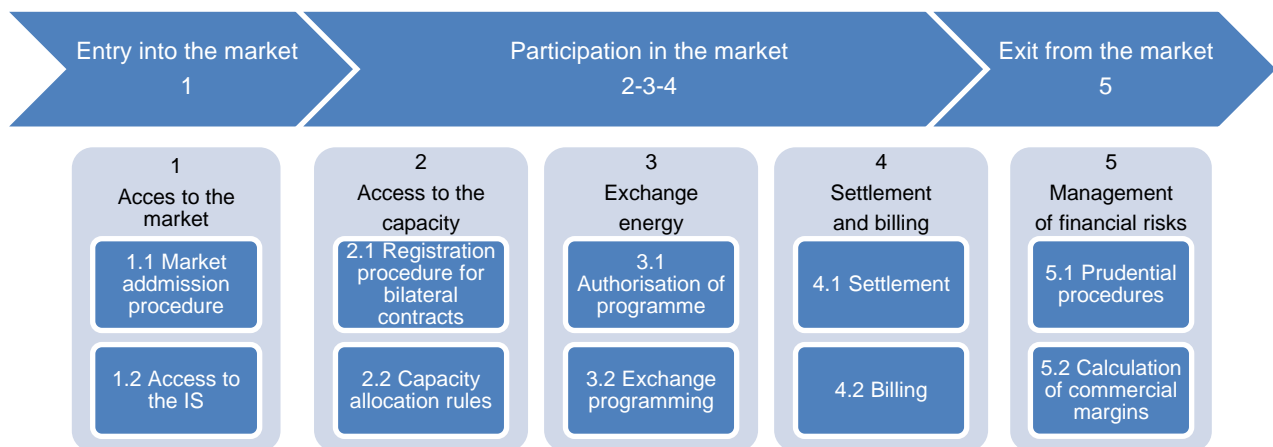 Entry into the market
1
Participation in the market
2-3-4
Exit from the market
5
1
Acces to the
market
1.1 Market
addmission
procedure
1.2 Access to
the IS
2
Access to the
capacity
2.1 Registration
procedure for
bilateral
contracts
2.2 Capacity
allocation rules
3
Exchange
energy
3.1
Authorisation of
programme
3.2 Exchange
programming
4
Settlement
and billing
4.1 Settlement
4.2 Billing
5
Management
of financial risks
5.1 Prudential
procedures
5.2 Calculation
of commercial
margins